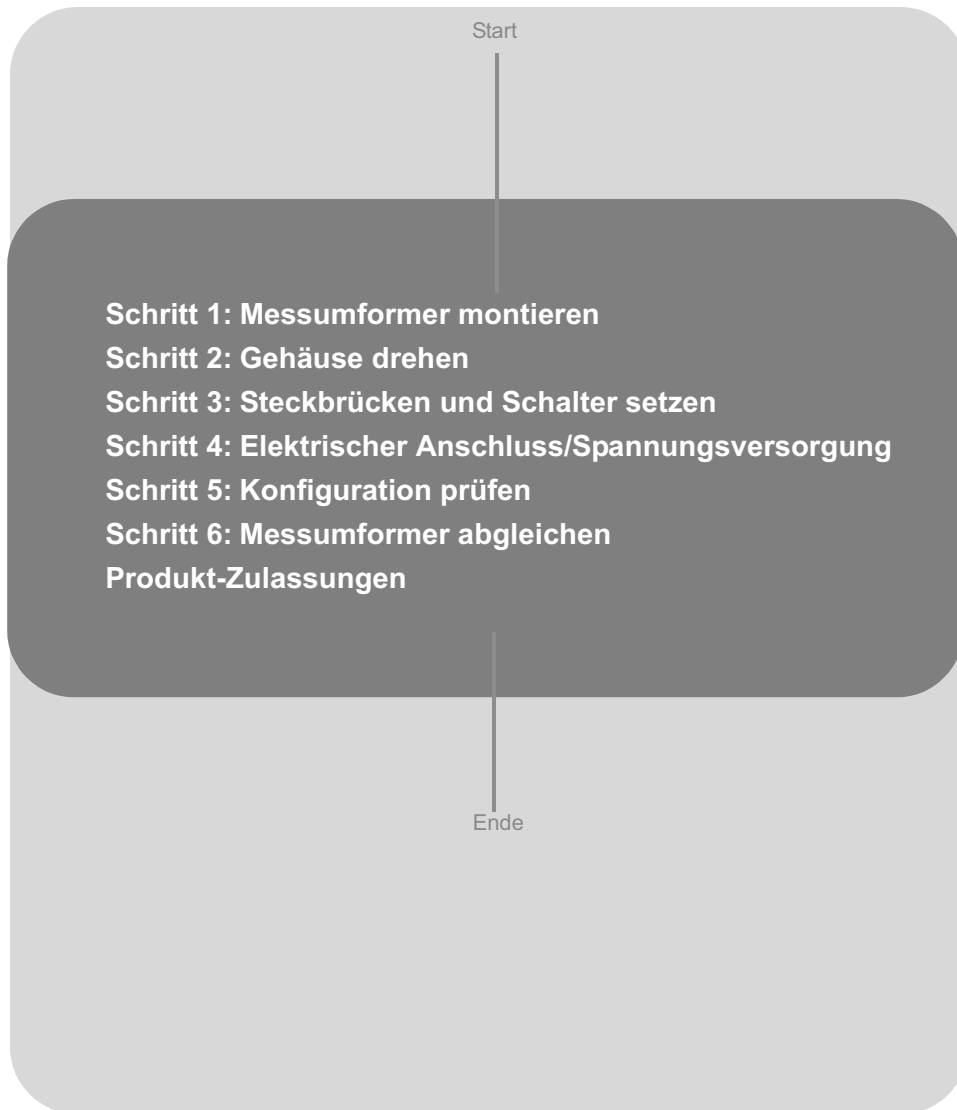 Start
Schritt 1: Messumformer montieren
Schritt 2: Gehäuse drehen
Schritt 3: Steckbrücken und Schalter setzen
Schritt 4: Elektrischer Anschluss/Spannungsversorgung
Schritt 5: Konfiguration prüfen
Schritt 6: Messumformer abgleichen
Produkt-Zulassungen
Ende